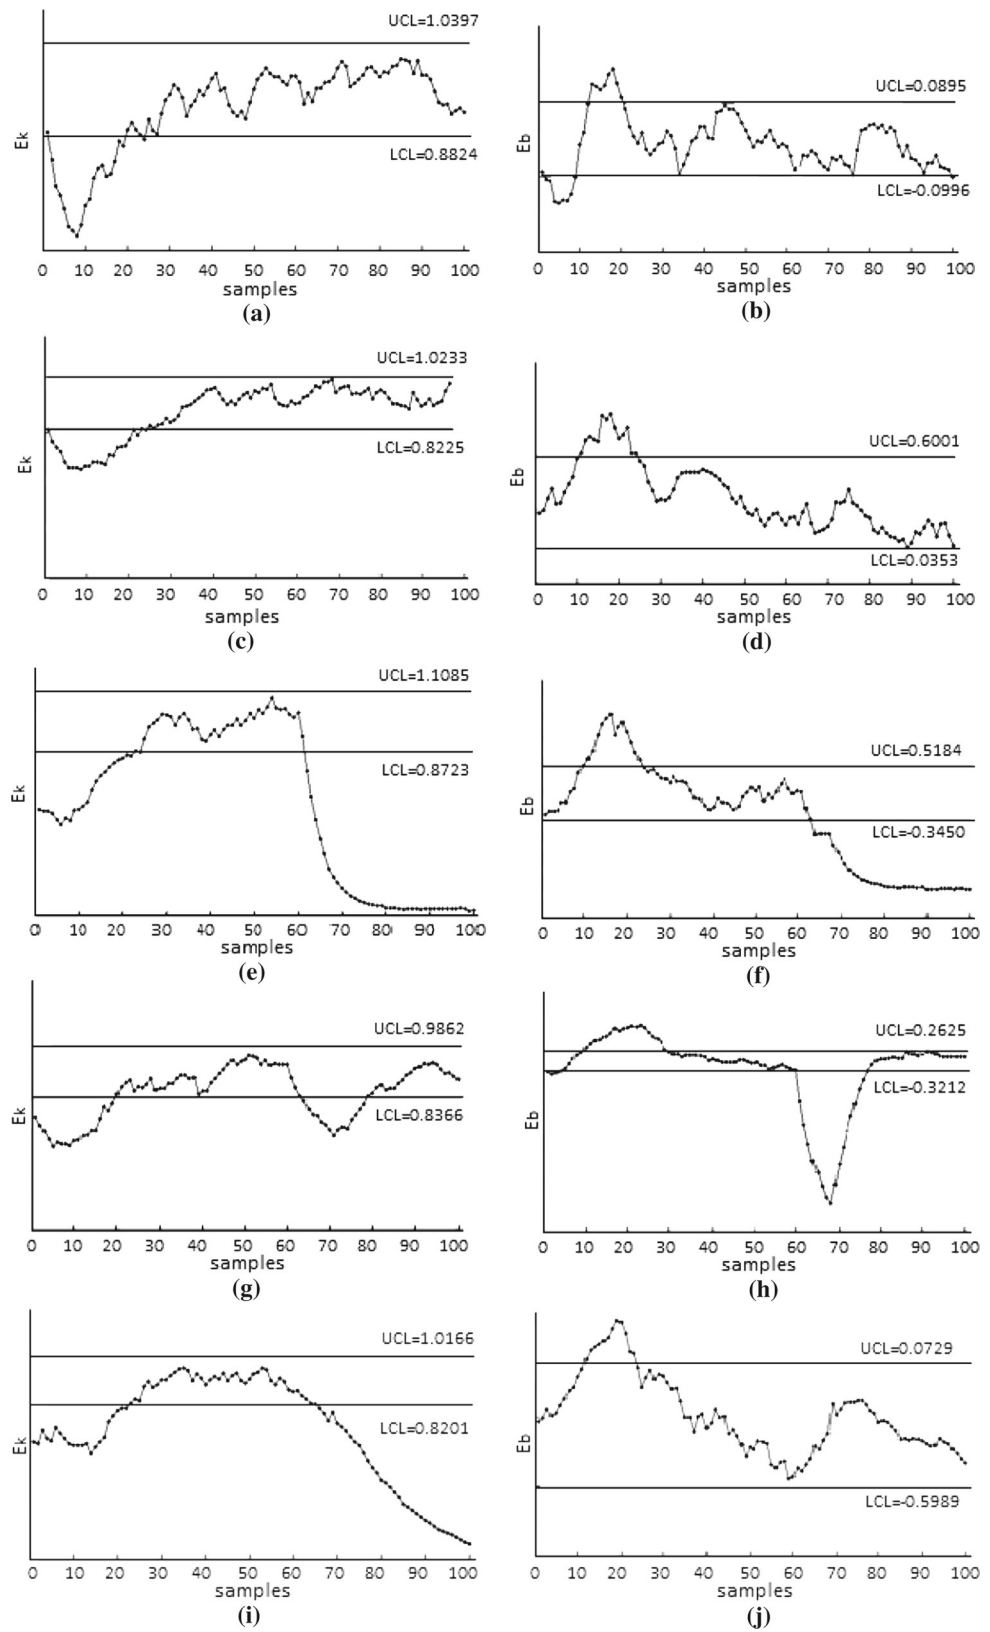 UCL=1.0397
Ek
LCL=0.8824
0 10 20 30 40 50 60 70 80 90 100
samples
(a)
UCL=0.0895
Eb
LCL=-0.0996
0 10 20 30 40 50 60 70 80 90 100
samples
(b)
UCL=1.0233
Ek
LCL=0.8225
0 10 20 30 40 50 60 70 80 90 100
samples
(c)
UCL=0.6001
Eb
LCL=0.0353
0 10 20 30 40 50 60 70 80 90 100
samples
(d)
UCL=1.1085
Ek
LCL=0.8723
0 10 20 30 40 50 60 70 80 90 100
samples
(e)
UCL=0.5184
Eb
LCL=-0.3450
0 10 20 30 40 50 60 70 80 90 100
samples
(f)
UCL=0.9862
Ek
LCL=0.8366
0 10 20 30 40 50 60 70 80 90 100
samples
(g)
UCL=0.2625
Eb
LCL=-0.3212
0 10 20 30 40 50 60 70 80 90 100
samples
(h)
UCL=1.0166
Ek
LCL=0.8201
0 10 20 30 40 50 60 70 80 90 100
samples
(i)
UCL=0.0729
Eb
LCL=-0.5989
0 10 20 30 40 50 60 70 80 90 100
samples
(j)